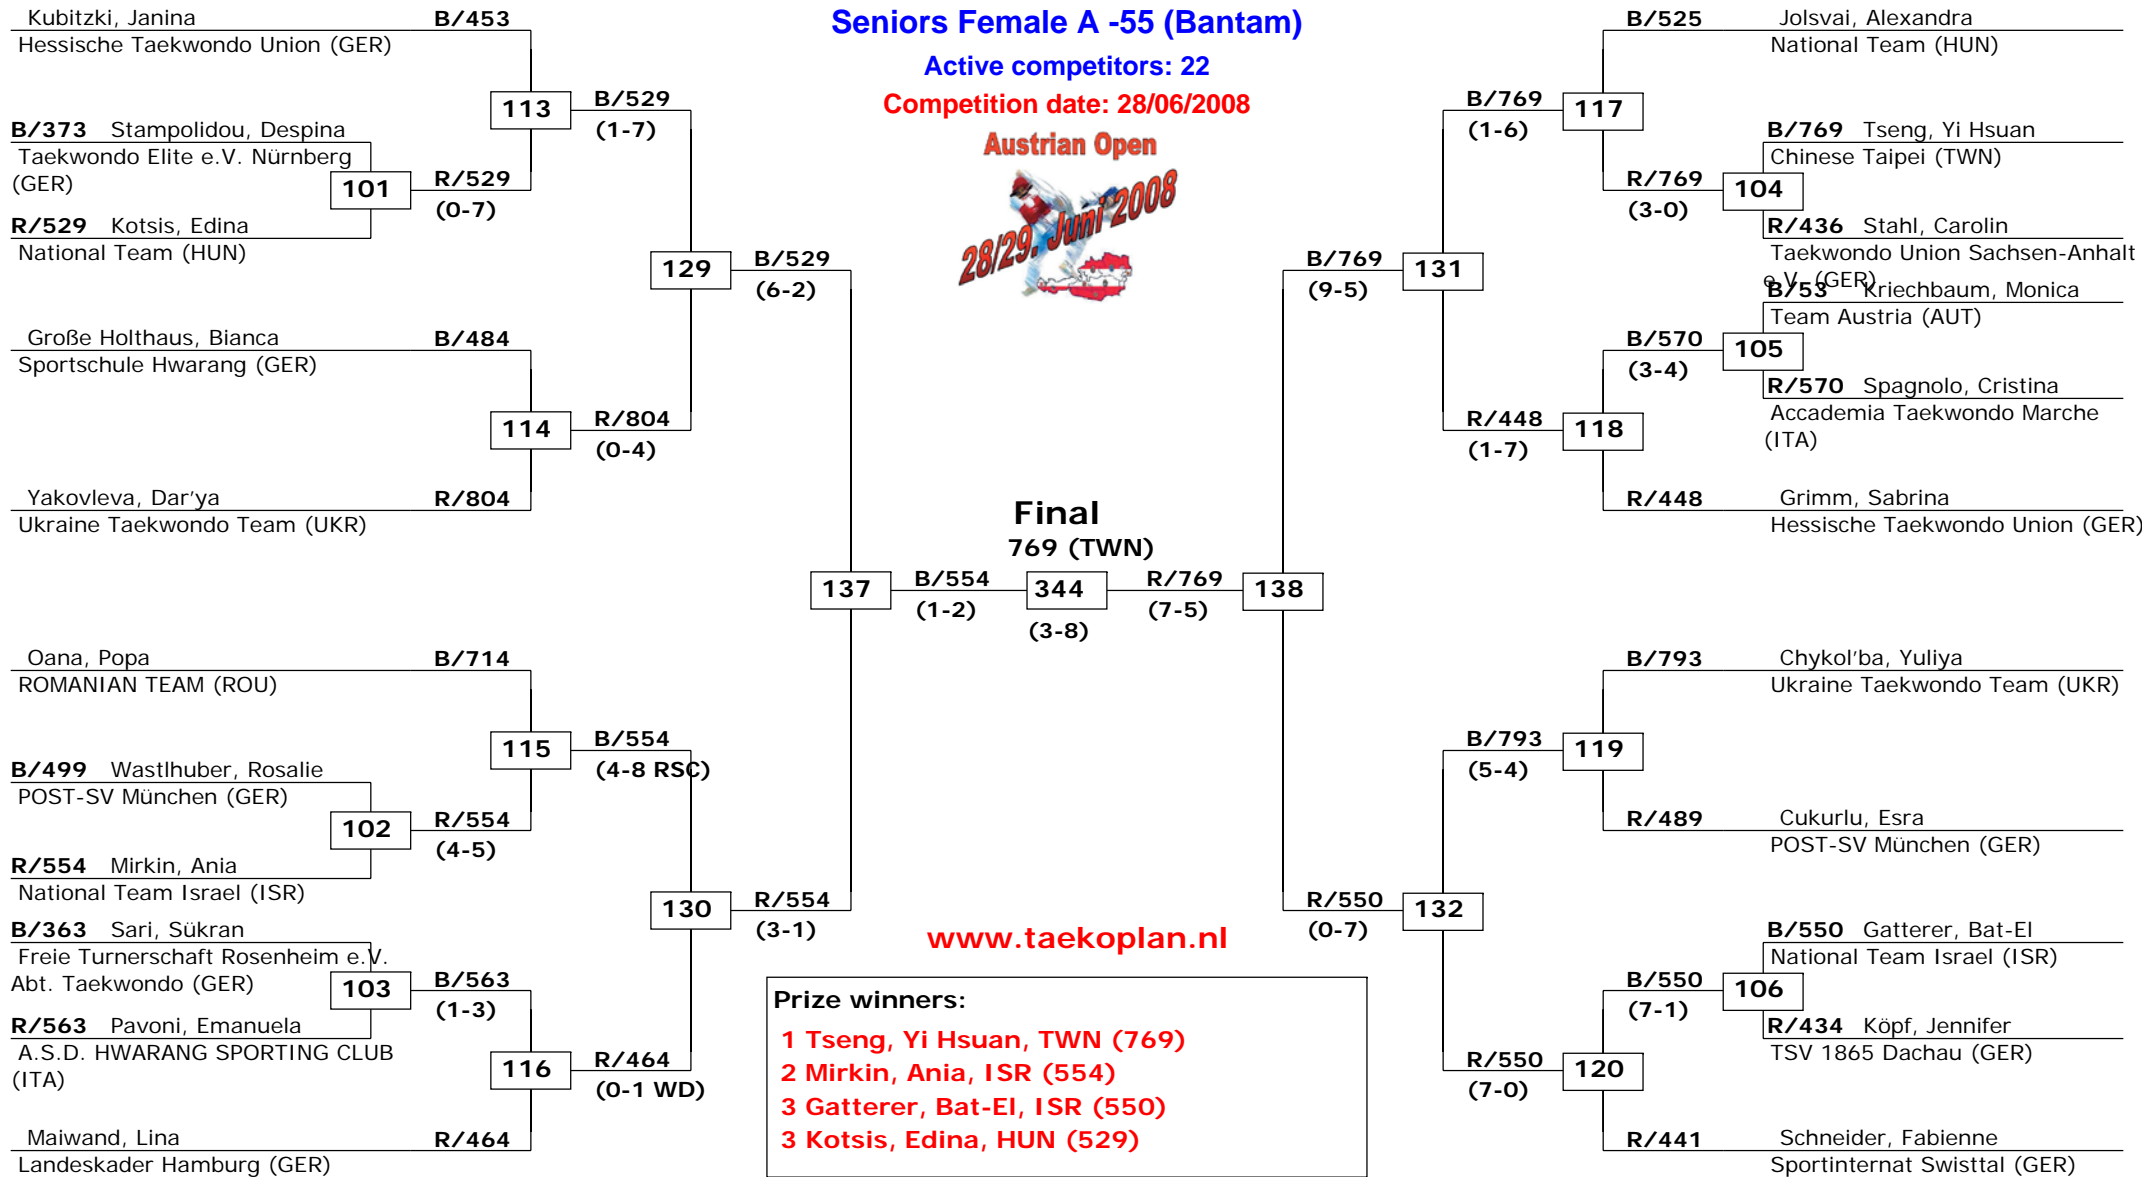 Seniors Female A -55 (Bantam)
Active competitors: 22
Competition date: 28/06/2008
Austrian Open
28/29. Juni 2008
Kubitzki, Janina B/453
Hessische Taekwondo Union (GER)
113
B/529
(1-7)
B/373 Stampolidou, Despina
Taekwondo Elite e.V. Nürnberg
(GER)
101
R/529
(0-7)
R/529 Kotsis, Edina
National Team (HUN)
129
B/529
(6-2)
Große Holthaus, Bianca B/484
Sportschule Hwarang (GER)
114
R/804
(0-4)
Yakovleva, Dar'ya R/804
Ukraine Taekwondo Team (UKR)
137
B/554
(1-2)
Oana, Popa B/714
ROMANIAN TEAM (ROU)
115
B/554
(4-8 RSC)
B/499 Wastlhuber, Rosalie
POST-SV München (GER)
102
R/554
(4-5)
R/554 Mirkin, Ania
National Team Israel (ISR)
130
R/554
(3-1)
B/363 Sari, Sükran
Freie Turnerschaft Rosenheim e.V.
Abt. Taekwondo (GER)
103
B/563
(1-3)
R/563 Pavoni, Emanuela
A.S.D. HWARANG SPORTING CLUB
(ITA)
116
R/464
(0-1 WD)
Maiwand, Lina R/464
Landeskader Hamburg (GER)
Final
769 (TWN)
344
(3-8)
R/769
(7-5)
138
B/525 Jolsvai, Alexandra
National Team (HUN)
B/769
(1-6)
117
B/769 Tseng, Yi Hsuan
Chinese Taipei (TWN)
R/769
(3-0)
104
R/436 Stahl, Carolin
Taekwondo Union Sachsen-Anhalt
e.V. (GER)
B/769
(9-5)
131
B/53 Kriechbaum, Monica
Team Austria (AUT)
B/570
(3-4)
105
R/570 Spagnolo, Cristina
Accademia Taekwondo Marche
(ITA)
R/448
(1-7)
118
R/448 Grimm, Sabrina
Hessische Taekwondo Union (GER)
B/793 Chykol'ba, Yuliya
Ukraine Taekwondo Team (UKR)
B/793
(5-4)
119
R/489 Cukurlu, Esra
POST-SV München (GER)
R/550
(0-7)
132
B/550 Gatterer, Bat-El
National Team Israel (ISR)
B/550
(7-1)
106
R/434 Köpf, Jennifer
TSV 1865 Dachau (GER)
R/550
(7-0)
120
R/441 Schneider, Fabienne
Sportinternat Swisttal (GER)
www.taekoplan.nl
Prize winners:
1 Tseng, Yi Hsuan, TWN (769)
2 Mirkin, Ania, ISR (554)
3 Gatterer, Bat-El, ISR (550)
3 Kotsis, Edina, HUN (529)